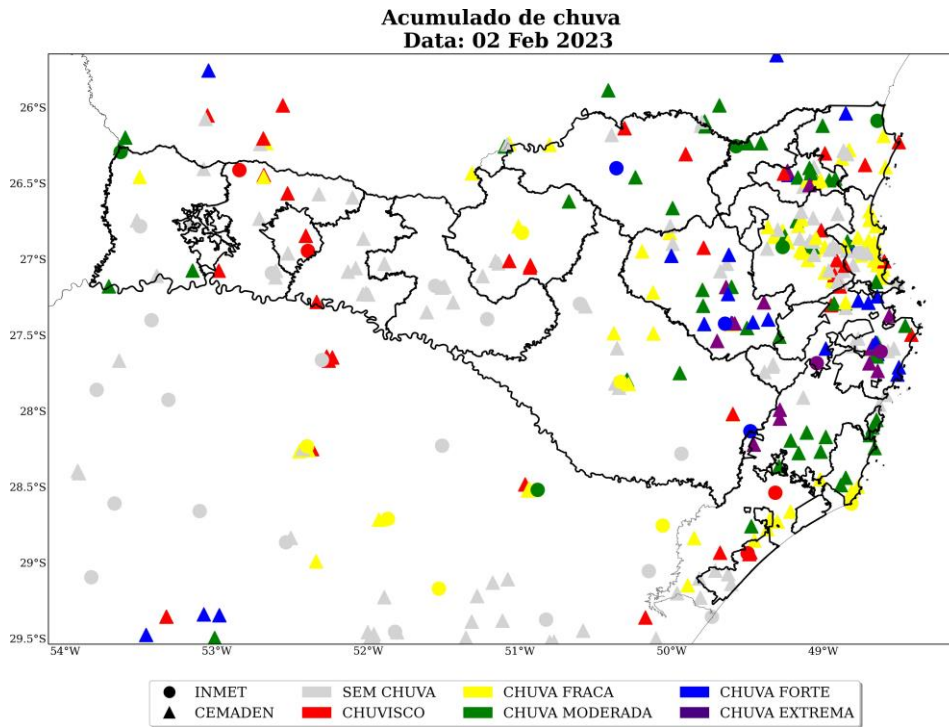 Acumulado de chuva
Data: 02 Feb 2023
26°S
26.5°S
27°S
27.5°S
28°S
28.5°S
29°S
29.5°S
54°W 53°W 52°W 51°W 50°W 49°W
INMET SEM CHUVA CHUVA FRACA CHUVA FORTE
CEMADEN CHUVISCO CHUVA MODERADA CHUVA EXTREMA